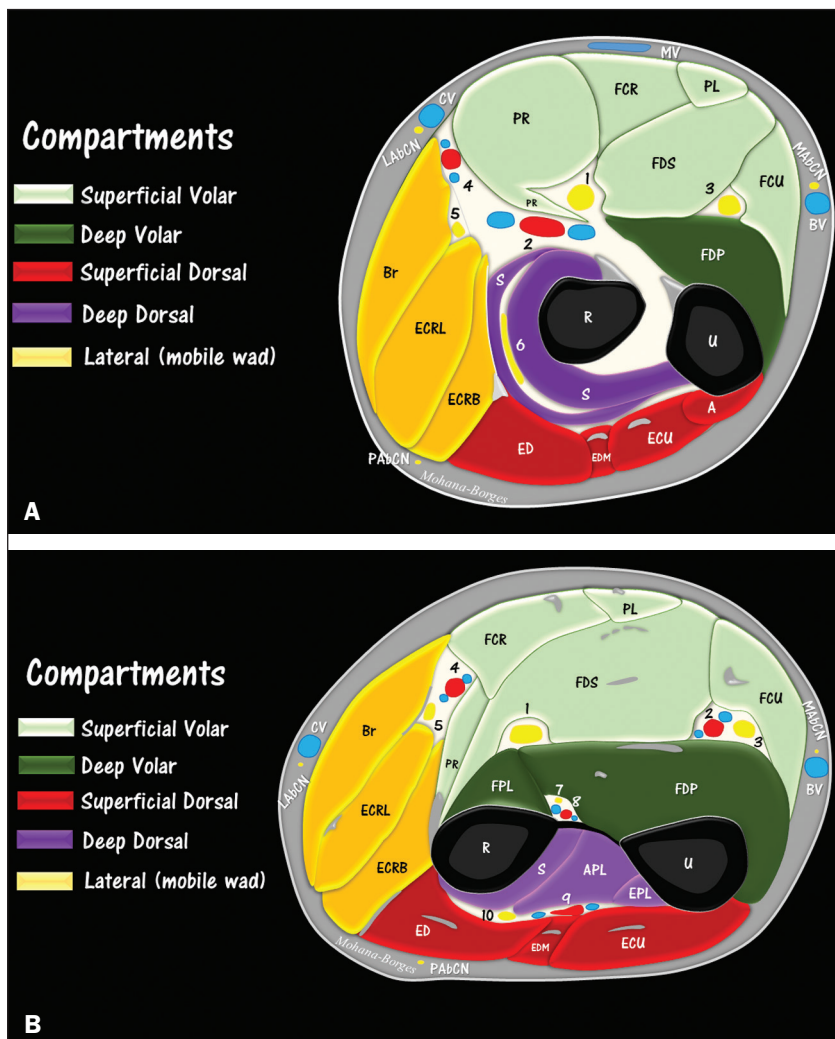 Compartments
Superficial Volar
Deep Volar
Superficial Dorsal
Deep Dorsal
Lateral (mobile wad)
MV
CV
LAbCN
PR
FCR
PL
FDS
FCU
MAbCN
BV
1
3
4
5
PR
2
FDP
Br
S
R
U
ECRL
6
S
ECRB
A
ED
EDM
ECU
PAbCN
Mohana-Borges
A
Compartments
Superficial Volar
Deep Volar
Superficial Dorsal
Deep Dorsal
Lateral (mobile wad)
PL
FCR
4
FDS
FCU
MAbCN
CV
LAbCN
Br
5
1
2
3
BV
PR
FPL
7
8
FDP
ECRL
R
S
APL
U
ECRB
EPL
9
10
ED
EDM
ECU
Mohana-Borges
PAbCN
B